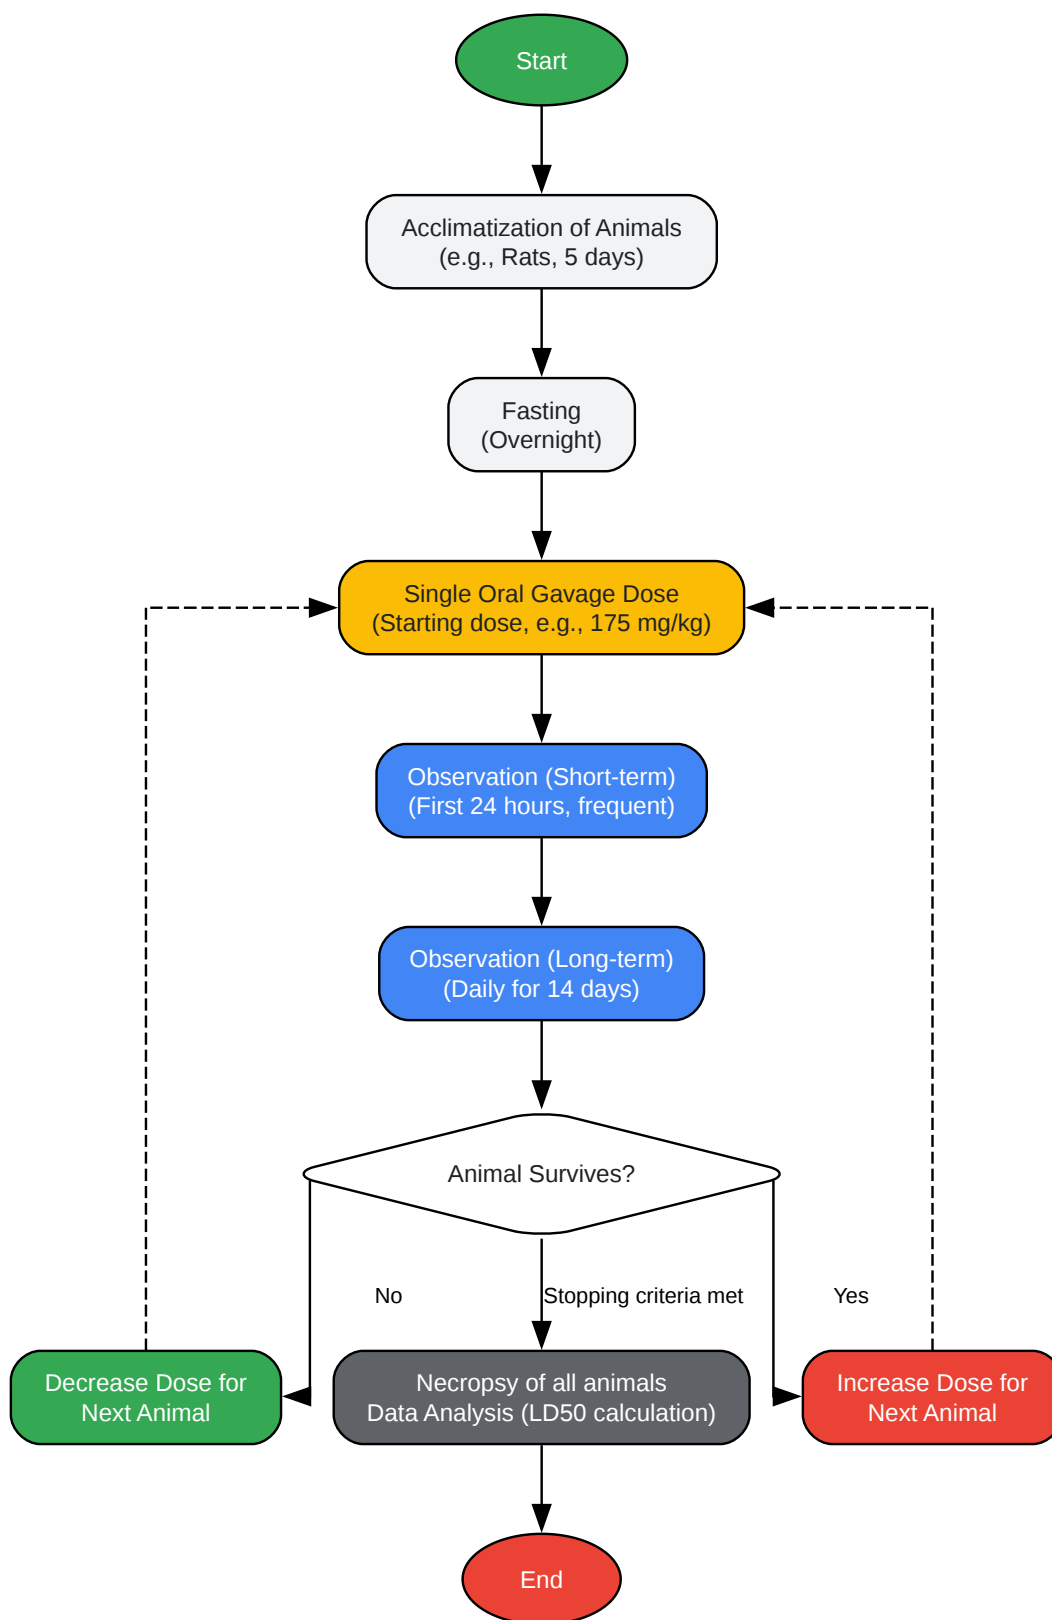 Start
Acclimatization of Animals
(e.g., Rats, 5 days)
Fasting
(Overnight)
Single Oral Gavage Dose
(Starting dose, e.g., 175 mg/kg)
Observation (Short-term)
(First 24 hours, frequent)
Observation (Long-term)
(Daily for 14 days)
Animal Survives?
No
Stopping criteria met
Yes
Decrease Dose for
Next Animal
Necropsy of all animals
Data Analysis (LD50 calculation)
Increase Dose for
Next Animal
End